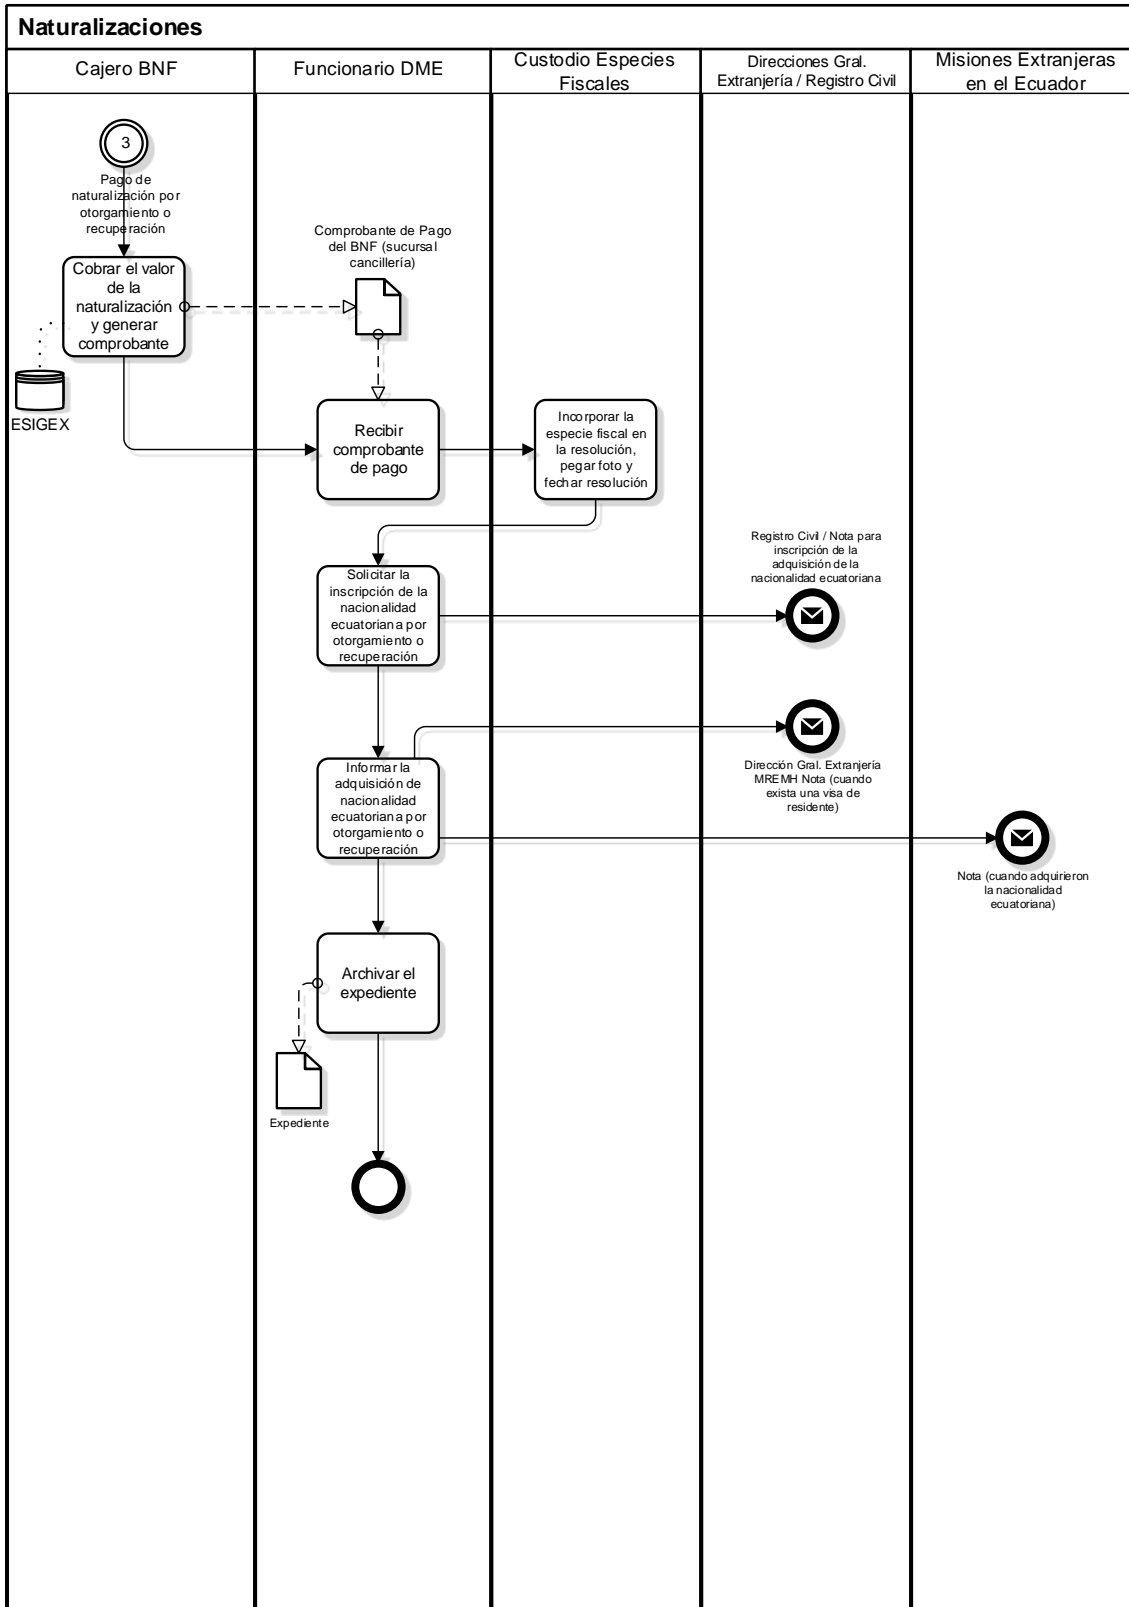 Naturalizaciones
Cajero BNF
Funcionario DME
Custodio Especies
Fiscales
Direcciones Gral.
Extranjería / Registro Civil
Misiones Extranjeras
en el Ecuador
3
Pago de
naturalización por
otorgamiento o
recuperación
Comprobante de Pago
del BNF (sucursal
cancillería)
Cobrar el valor
de la
naturalización
y generar
comprobante
ESIGEX
Recibir
comprobante
de pago
Incorporar la
especie fiscal en
la resolución,
pegar foto y
fechar resolución
Registro Civil / Nota para
inscripción de la
adquisición de la
nacionalidad ecuatoriana
Solicitar la
inscripción de la
nacionalidad
ecuatoriana por
otorgamiento o
recuperación
Dirección Gral. Extranjería
MREMH Nota (cuando
exista una visa de
residente)
Informar la
adquisición de
nacionalidad
ecuatoriana por
otorgamiento o
recuperación
Nota (cuando adquirieron
la nacionalidad
ecuatoriana)
Archivar el
expediente
Expediente